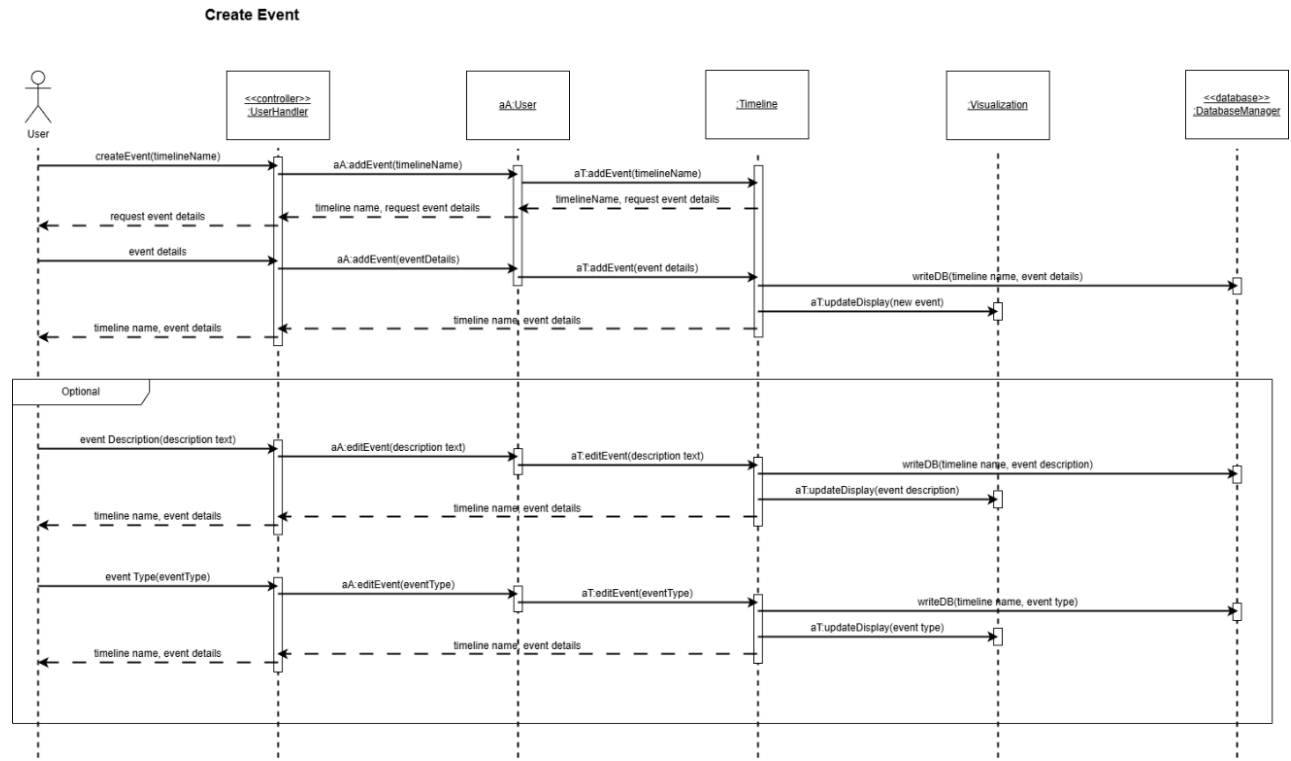 Create Event
<<controller>>
:UserHandler
aA:User
:Timeline
:Visualization
<<database>>
:DatabaseManager
User
createEvent(timelineName)
aA:addEvent(timelineName)
aT:addEvent(timelineName)
timelineName, request event details
timeline name, request event details
request event details
event details
aA:addEvent(eventDetails)
aT:addEvent(event details)
writeDB(timeline name, event details)
aT:updateDisplay(new event)
timeline name, event details
timeline name, event details
Optional
event Description(description text)
aA:editEvent(description text)
aT:editEvent(description text)
writeDB(timeline name, event description)
aT:updateDisplay(event description)
timeline name, event details
timeline name, event details
event Type(eventType)
aA:editEvent(eventType)
aT:editEvent(eventType)
writeDB(timeline name, event type)
aT:updateDisplay(event type)
timeline name, event details
timeline name, event details